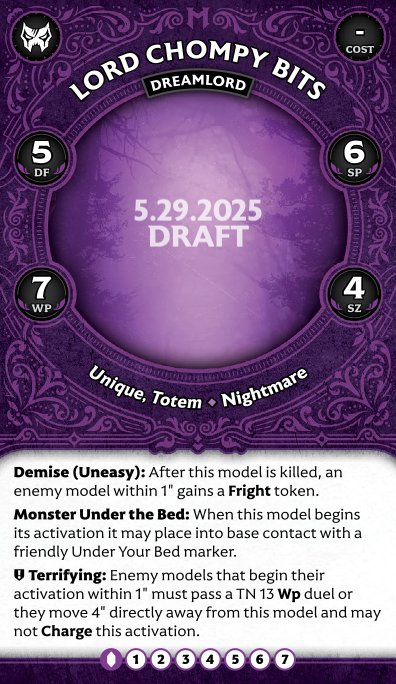 -
COST
LORD CHOMPY BITS
DREAMLORD
5
DF
6
SP
5.29.2025
DRAFT
7
WP
4
SZ
Unique, Totem ◆ Nightmare
Demise (Uneasy): After this model is killed, an
enemy model within 1" gains a Fright token.
Monster Under the Bed: When this model begins
its activation it may place into base contact with a
friendly Under Your Bed marker.
Terrifying: Enemy models that begin their
activation within 1" must pass a TN 13 Wp duel or
they move 4" directly away from this model and may
not Charge this activation.
1 2 3 4 5 6 7